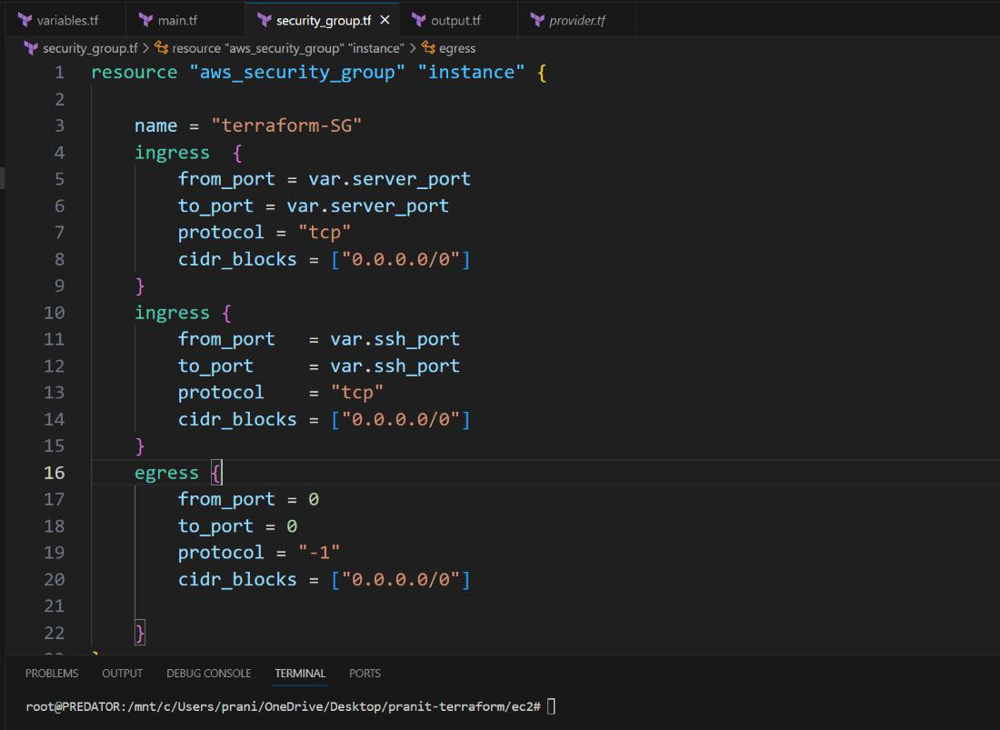 variables.tf main.tf security_group.tf × output.tf provider.tf
security_group.tf > resource "aws_security_group" "instance" > egress
1 resource "aws_security_group" "instance" {
2
3 name = "terraform-SG"
4 ingress  {
5 from_port = var.server_port
6 to_port = var.server_port
7 protocol = "tcp"
8 cidr_blocks = ["0.0.0.0/0"]
9 }
10 ingress {
11 from_port   = var.ssh_port
12 to_port     = var.ssh_port
13 protocol    = "tcp"
14 cidr_blocks = ["0.0.0.0/0"]
15 }
16 egress {
17 from_port = 0
18 to_port = 0
19 protocol = "-1"
20 cidr_blocks = ["0.0.0.0/0"]
21
22 }
PROBLEMS OUTPUT DEBUG CONSOLE TERMINAL PORTS
root@PREDATOR:/mnt/c/Users/prani/OneDrive/Desktop/pranit-terraform/ec2#